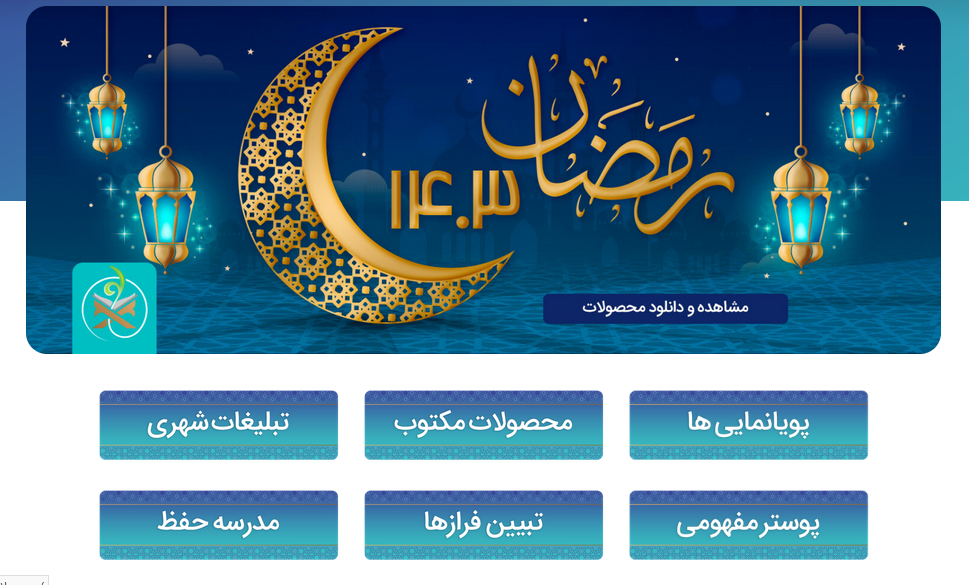 رمضان
۱۴۰۳
مشاهده و دانلود محصولات
پویانمایی ها
محصولات مکتوب
تبلیغات شهری
پوستر مفهومی
تبیین فرازها
مدرسه حفظ